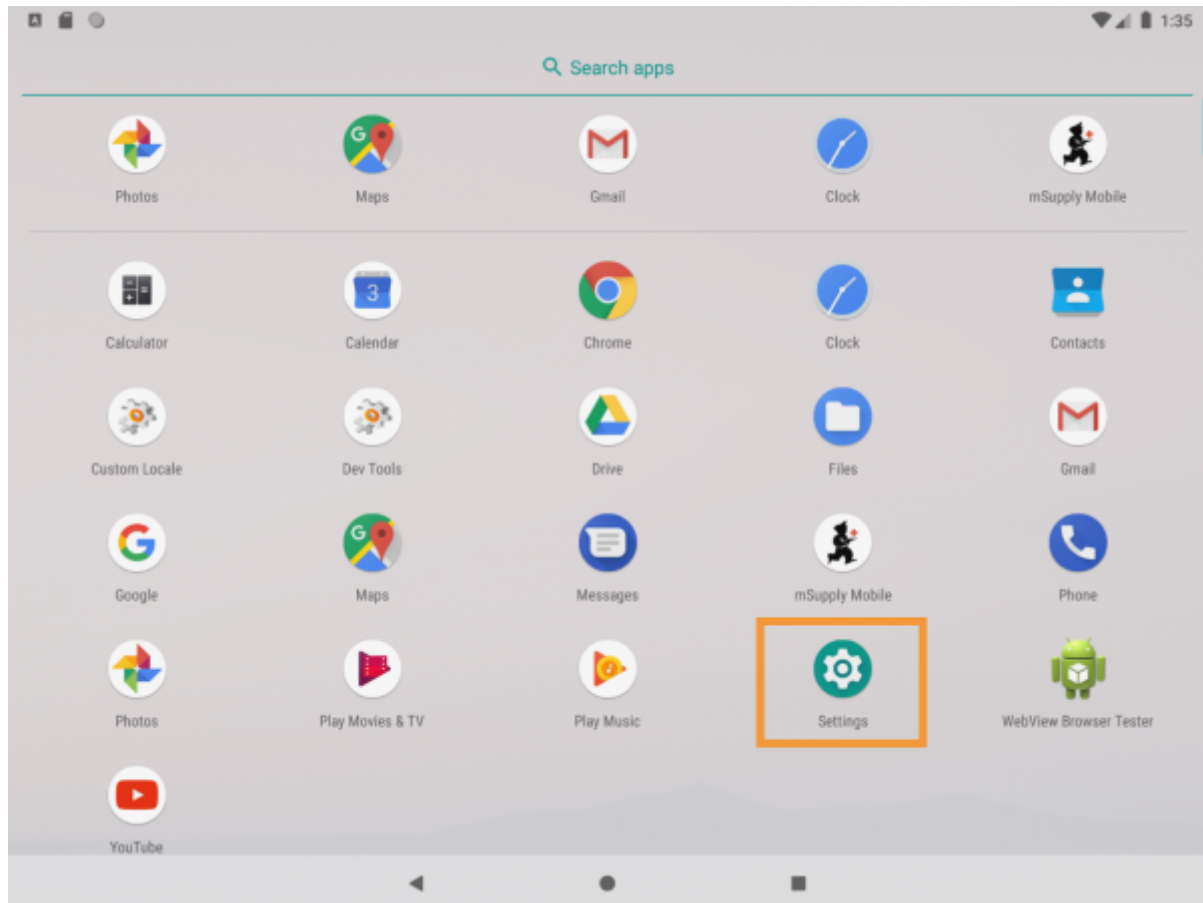 1:35
Search apps
Photos Maps Gmail Clock mSupply Mobile
Calculator Calendar Chrome Clock Contacts
3
Custom Locale Dev Tools Drive Files Gmail
Google Maps Messages mSupply Mobile Phone
Photos Play Movies & TV Play Music Settings WebView Browser Tester
YouTube